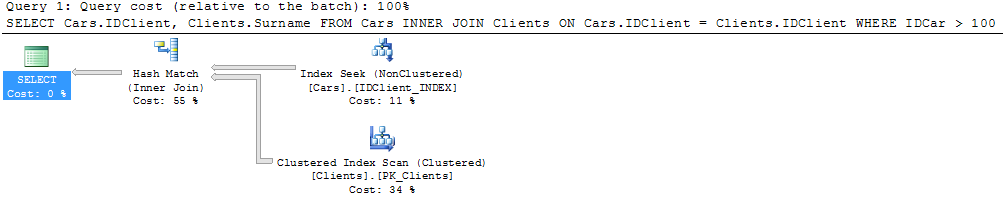 Query 1: Query cost (relative to the batch): 100%
SELECT Cars.IDClient, Clients.Surname FROM Cars INNER JOIN Clients ON Cars.IDClient = Clients.IDClient WHERE IDCar > 100
SELECT
Cost: 0 %
Hash Match
(Inner Join)
Cost: 55 %
Index Seek (NonClustered)
[Cars].[IDClient_INDEX]
Cost: 11 %
Clustered Index Scan (Clustered)
[Clients].[PK_Clients]
Cost: 34 %